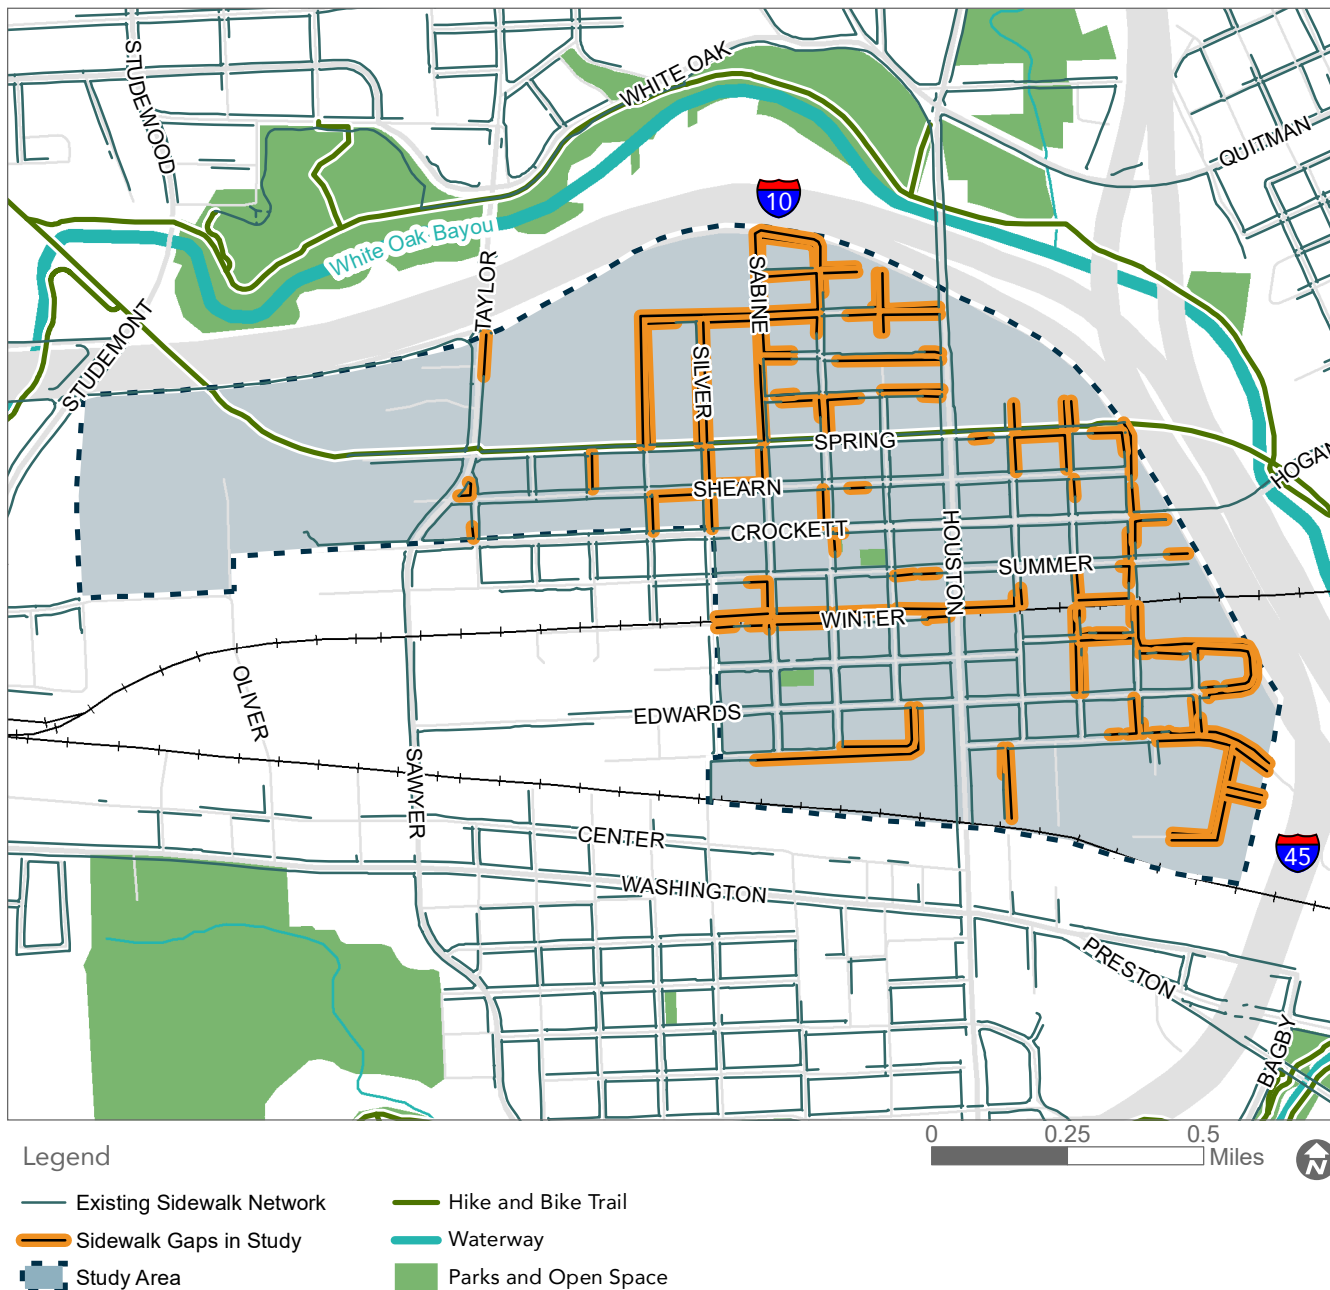 STUDEWOOD
WHITE OAK
QUITMAN
10
White Oak Bayou
TAYLOR
SABINE
STUDEMONT
SILVER
SPRING
HOGAN
SHEARN
CROCKETT
HOUSTON
SUMMER
WINTER
OLIVER
EDWARDS
SAWYER
CENTER
45
WASHINGTON
PRESTON
BAGBY
0 0.25 0.5
Miles
N
Legend
Existing Sidewalk Network
Sidewalk Gaps in Study
Study Area
Hike and Bike Trail
Waterway
Parks and Open Space